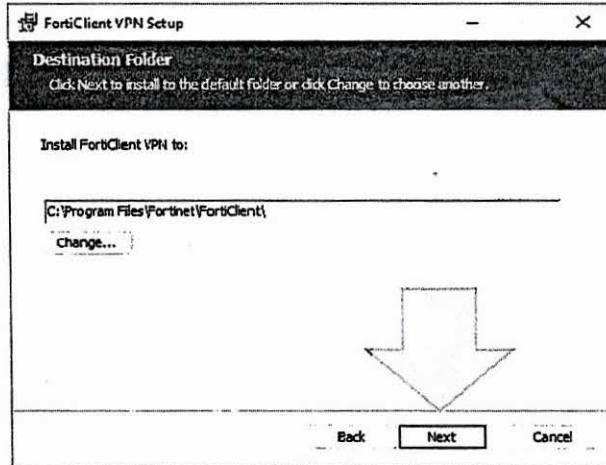 FortiClient VPN Setup
Destination Folder
Click Next to install to the default folder or click Change to choose another.
Install FortiClient VPN to:
C:\Program Files\Fortinet\FortiClient\
Change...
Back Next Cancel